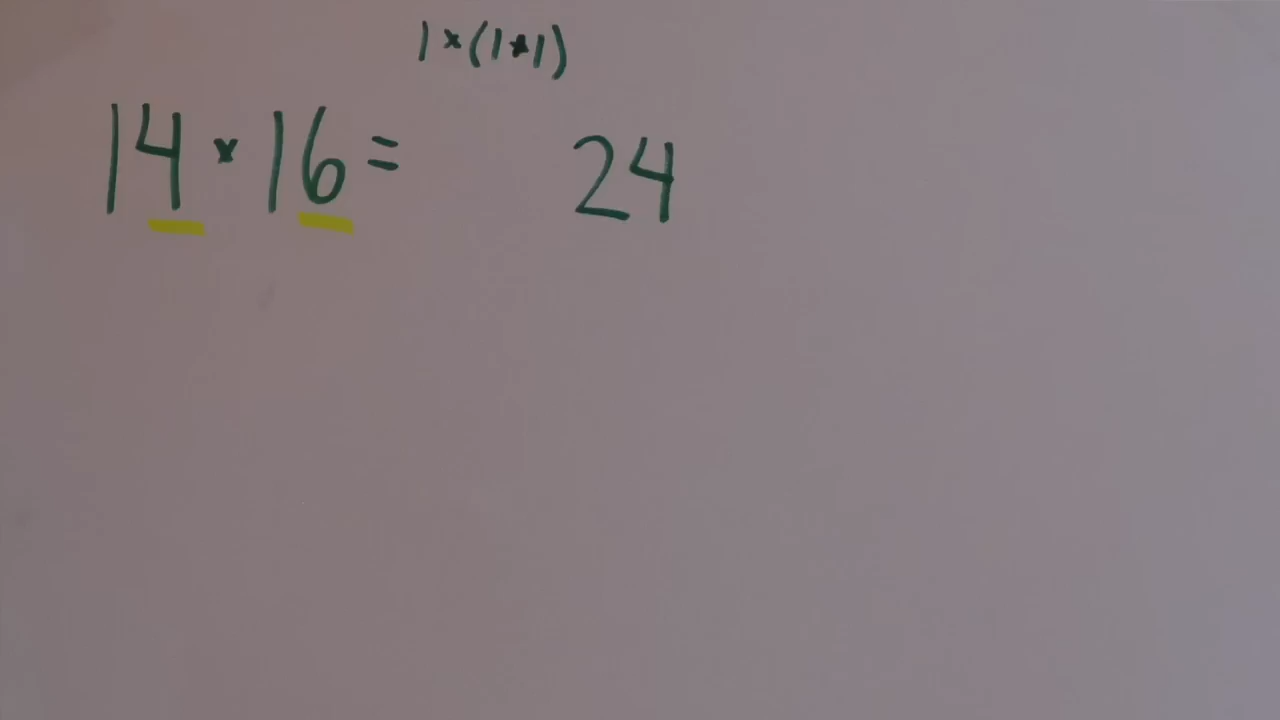 1×(1*1)
14 × 16 = 24